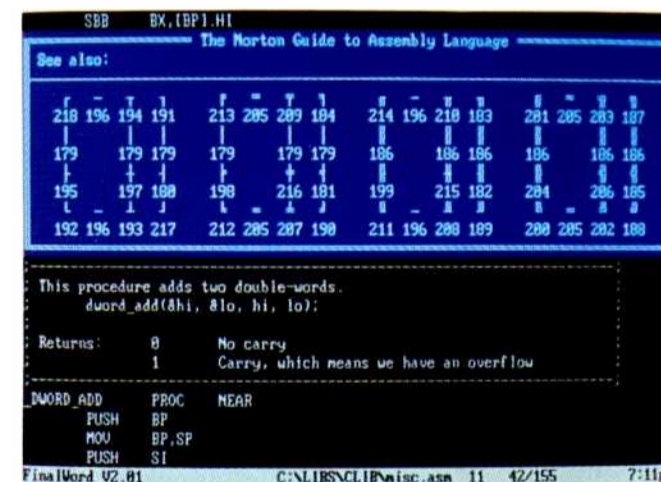 SBB BX,[BP].HI
The Norton Guide to Assembly Language
See also:
┌ ─ ┬ ┐ ╒ ═ ╤ ╕ ╓ ─ ╥ ╖ ╔ ═ ╦ ╗
218 196 194 191 213 205 209 184 214 196 210 183 201 205 203 187
│ │ │ │ │ │ ║ ║ ║ ║ ║ ║
179 179 179 179 179 179 186 186 186 186 186 186
├ ┼ ┤ ╞ ╪ ╡ ╟ ╫ ╢ ╠ ╬ ╣
195 197 180 198 216 181 199 215 182 204 206 185
└ ─ ┴ ┘ ╘ ═ ╧ ╛ ╙ ─ ╨ ╜ ╚ ═ ╩ ╝
192 196 193 217 212 205 207 190 211 196 208 189 200 205 202 188
This procedure adds two double-words.
dword_add(&hi, &lo, hi, lo);
Returns: 0 No carry
1 Carry, which means we have an overflow
_DWORD_ADD PROC NEAR
PUSH BP
MOV BP,SP
PUSH SI
FinalWord V2.01 C:\LIBS\CLIB\misc.asm 11 42/155 7:11